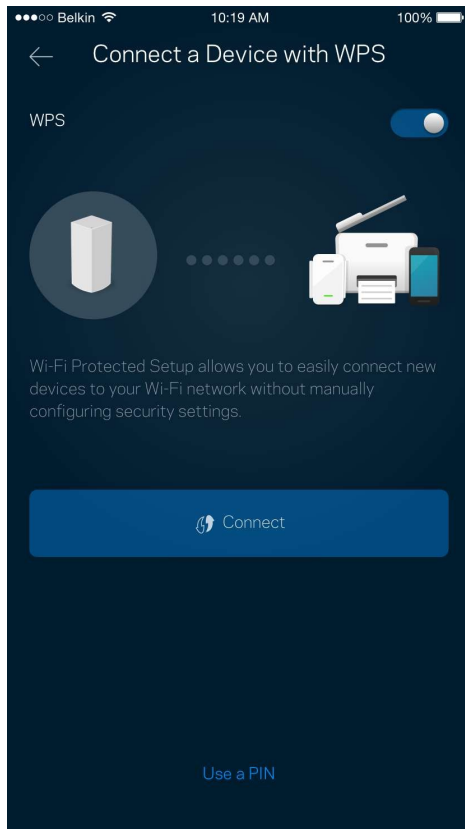 Belkin 10:19 AM 100%
Connect a Device with WPS
WPS
Wi-Fi Protected Setup allows you to easily connect new
devices to your Wi-Fi network without manually
configuring security settings.
Connect
Use a PIN